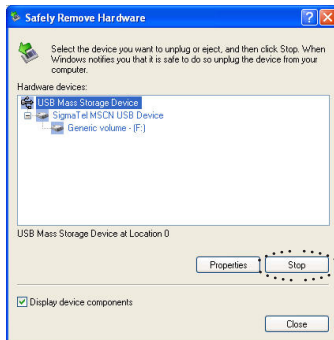 Safely Remove Hardware
Select the device you want to unplug or eject, and then click Stop. When
Windows notifies you that it is safe to do so unplug the device from your
computer.
Hardware devices:
USB Mass Storage Device
SigmaTel MSCN USB Device
Generic volume - (F:)
USB Mass Storage Device at Location 0
Properties
Stop
Display device components
Close